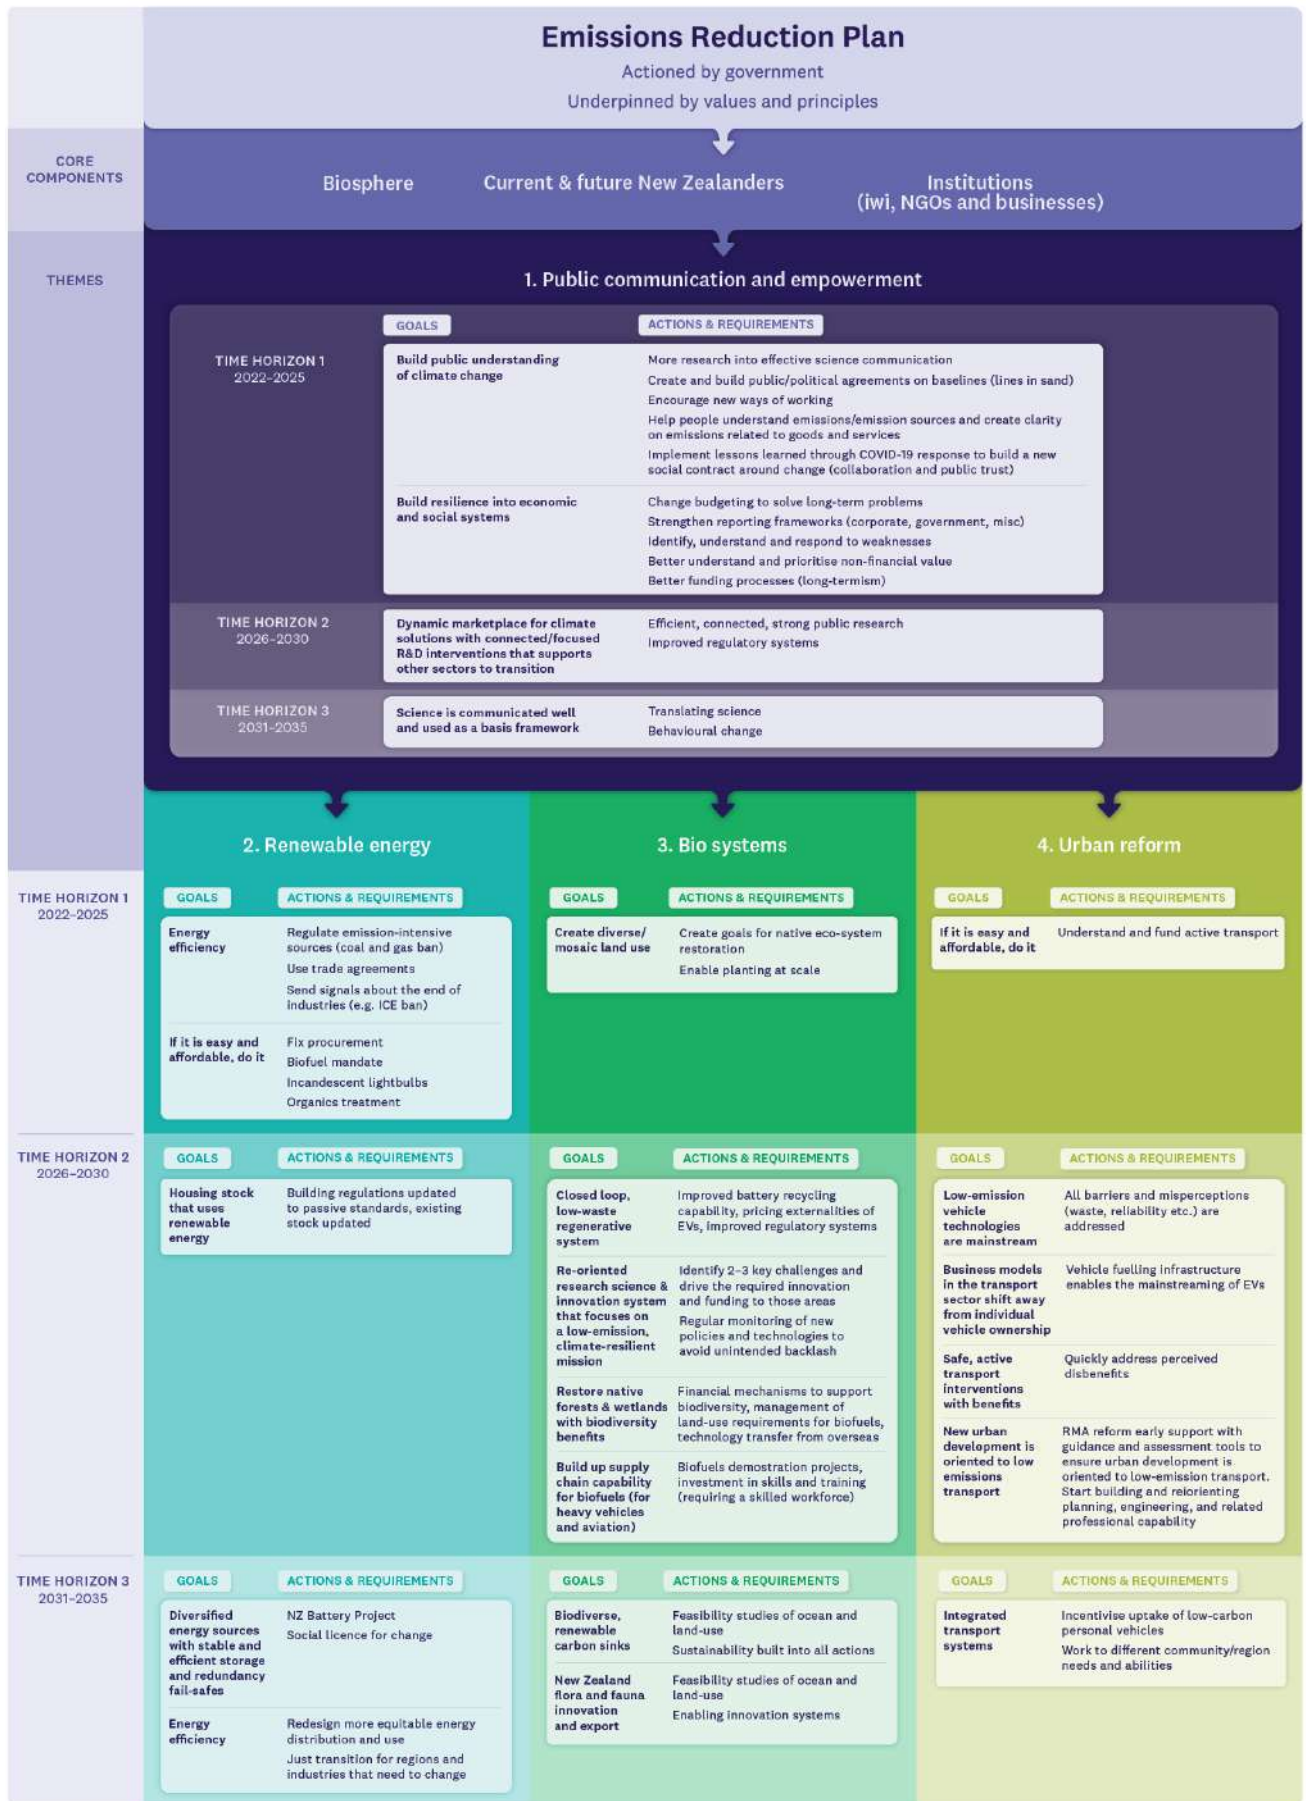 Emissions Reduction Plan
Actioned by government
Underpinned by values and principles
CORE
COMPONENTS
Biosphere
Current & future New Zealanders
Institutions
(iwi, NGOs and businesses)
THEMES
1. Public communication and empowerment
GOALS
ACTIONS & REQUIREMENTS
TIME HORIZON 1
2022–2025
Build public understanding
of climate change
More research into effective science communication
Create and build public/political agreements on baselines (lines in sand)
Encourage new ways of working
Help people understand emissions/emission sources and create clarity
on emissions related to goods and services
Implement lessons learned through COVID-19 response to build a new
social contract around change (collaboration and public trust)
Build resilience into economic
and social systems
Change budgeting to solve long-term problems
Strengthen reporting frameworks (corporate, government, misc)
Identify, understand and respond to weaknesses
Better understand and prioritise non-financial value
Better funding processes (long-termism)
TIME HORIZON 2
2026–2030
Dynamic marketplace for climate
solutions with connected/focused
R&D interventions that supports
other sectors to transition
Efficient, connected, strong public research
Improved regulatory systems
TIME HORIZON 3
2031–2035
Science is communicated well
and used as a basis framework
Translating science
Behavioural change
2. Renewable energy
3. Bio systems
4. Urban reform
TIME HORIZON 1
2022–2025
GOALS
ACTIONS & REQUIREMENTS
Energy
efficiency
Regulate emission-intensive
sources (coal and gas ban)
Use trade agreements
Send signals about the end of
industries (e.g. ICE ban)
If it is easy and
affordable, do it
Fix procurement
Biofuel mandate
Incandescent lightbulbs
Organics treatment
GOALS
ACTIONS & REQUIREMENTS
Create diverse/
mosaic land use
Create goals for native eco-system
restoration
Enable planting at scale
GOALS
ACTIONS & REQUIREMENTS
If it is easy and
affordable, do it
Understand and fund active transport
TIME HORIZON 2
2026–2030
GOALS
ACTIONS & REQUIREMENTS
Housing stock
that uses
renewable
energy
Building regulations updated
to passive standards, existing
stock updated
GOALS
ACTIONS & REQUIREMENTS
Closed loop,
low-waste
regenerative
system
Improved battery recycling
capability, pricing externalities of
EVs, improved regulatory systems
Re-oriented
research science &
innovation system
that focuses on
a low-emission,
climate-resilient
mission
Identify 2–3 key challenges and
drive the required innovation
and funding to those areas
Regular monitoring of new
policies and technologies to
avoid unintended backlash
Restore native
forests & wetlands
with biodiversity
benefits
Financial mechanisms to support
biodiversity, management of
land-use requirements for biofuels,
technology transfer from overseas
Build up supply
chain capability
for biofuels (for
heavy vehicles
and aviation)
Biofuels demostration projects,
investment in skills and training
(requiring a skilled workforce)
GOALS
ACTIONS & REQUIREMENTS
Low-emission
vehicle
technologies
are mainstream
All barriers and misperceptions
(waste, reliability etc.) are
addressed
Business models
in the transport
sector shift away
from individual
vehicle ownership
Vehicle fuelling infrastructure
enables the mainstreaming of EVs
Safe, active
transport
interventions
with benefits
Quickly address perceived
disbenefits
New urban
development is
oriented to low
emissions
transport
RMA reform early support with
guidance and assessment tools to
ensure urban development is
oriented to low-emission transport.
Start building and reiorienting
planning, engineering, and related
professional capability
TIME HORIZON 3
2031–2035
GOALS
ACTIONS & REQUIREMENTS
Diversified
energy sources
with stable and
efficient storage
and redundancy
fail-safes
NZ Battery Project
Social licence for change
Energy
efficiency
Redesign more equitable energy
distribution and use
Just transition for regions and
industries that need to change
GOALS
ACTIONS & REQUIREMENTS
Biodiverse,
renewable
carbon sinks
Feasibility studies of ocean and
land-use
Sustainability built into all actions
New Zealand
flora and fauna
innovation
and export
Feasibility studies of ocean and
land-use
Enabling innovation systems
GOALS
ACTIONS & REQUIREMENTS
Integrated
transport
systems
Incentivise uptake of low-carbon
personal vehicles
Work to different community/region
needs and abilities